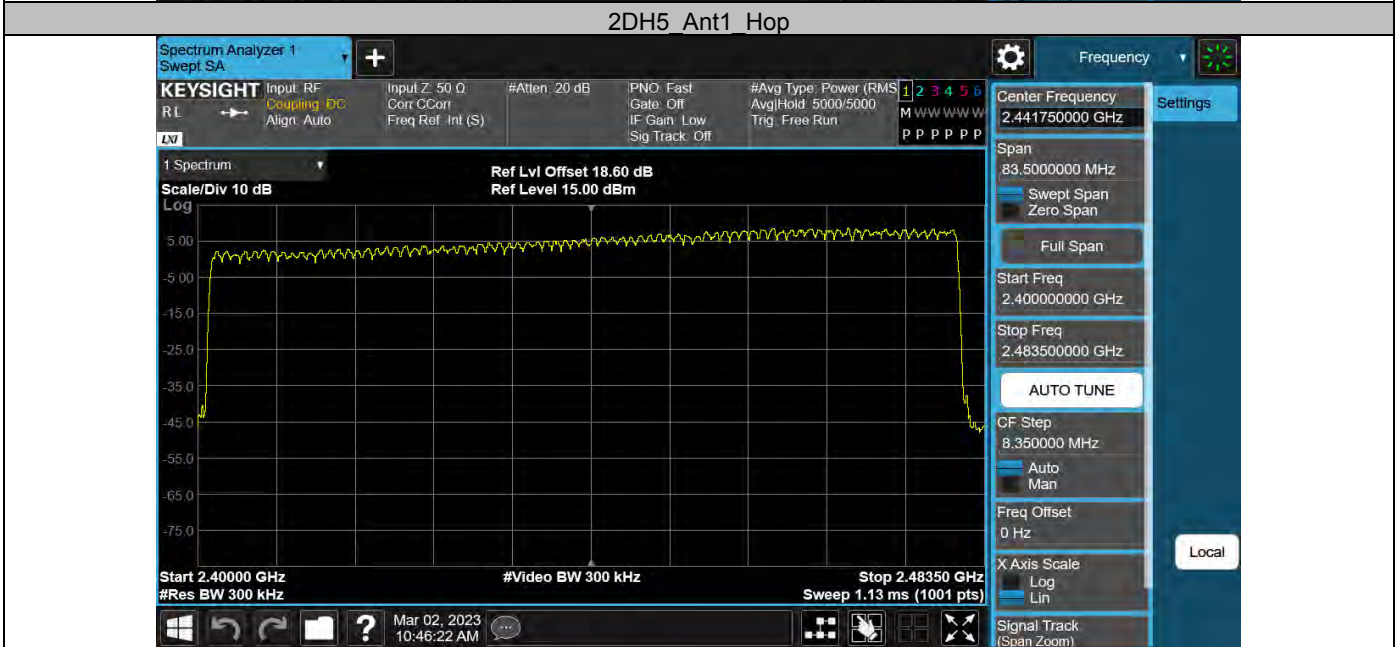 2DH5_Ant1_Hop
Spectrum Analyzer 1
Swept SA
+
Frequency
KEYSIGHT
RL
LXI
Input: RF
Coupling: DC
Align: Auto
Input Z: 50 Ω
Corr CCorr
Freq Ref: Int (S)
#Atten: 20 dB
PNO: Fast
Gate: Off
IF Gain: Low
Sig Track: Off
#Avg Type: Power (RMS
Avg|Hold: 5000/5000
Trig: Free Run
1 2 3 4 5 6
M W W W W W
P P P P P P
Center Frequency
2.441750000 GHz
Settings
Span
83.5000000 MHz
Swept Span
Zero Span
Full Span
Start Freq
2.400000000 GHz
Stop Freq
2.483500000 GHz
AUTO TUNE
CF Step
8.350000 MHz
Auto
Man
Freq Offset
0 Hz
X Axis Scale
Log
Lin
Signal Track
(Span Zoom)
Local
1 Spectrum
Scale/Div 10 dB
Ref Lvl Offset 18.60 dB
Ref Level 15.00 dBm
Log
5.00
-5.00
-15.0
-25.0
-35.0
-45.0
-55.0
-65.0
-75.0
Start 2.40000 GHz
#Res BW 300 kHz
#Video BW 300 kHz
Stop 2.48350 GHz
Sweep 1.13 ms (1001 pts)
?
Mar 02, 2023
10:46:22 AM